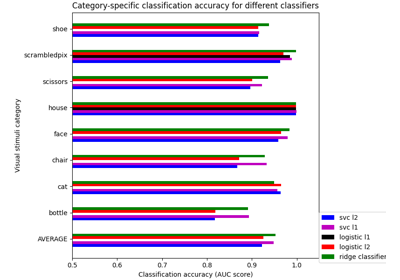 Category-specific classification accuracy for different classifiers
Visual stimuli category
shoe
scrambledpix
scissors
house
face
chair
cat
bottle
AVERAGE
0.5 0.6 0.7 0.8 0.9 1.0
Classification accuracy (AUC score)
svc l2
svc l1
logistic l1
logistic l2
ridge classifier